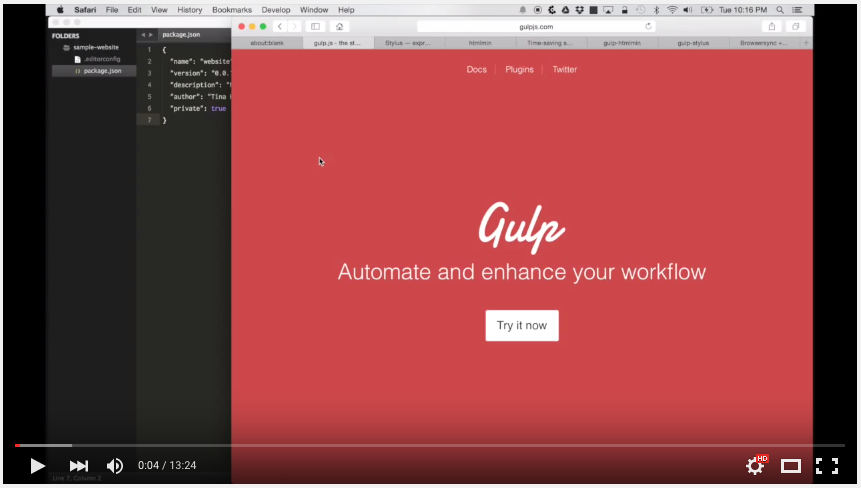 Safari File Edit View History Bookmarks Develop Window Help Tue 10:16 PM
FOLDERS
sample-website
.editorconfig
package.json
package.json
1 {
2 "name": "website"
3 "version": "0.0.
4 "description": "
5 "author": "Tina
6 "private": true
7 }
gulpjs.com
about:blank
gulp.js – the st...
Stylus — expr...
htmlmin
Time-saving s...
gulp-htmlmin
gulp-stylus
Browsersync +...
Docs | Plugins | Twitter
Gulp
Automate and enhance your workflow
Try it now
0:04 / 13:24
HD
Line 7, Column 2